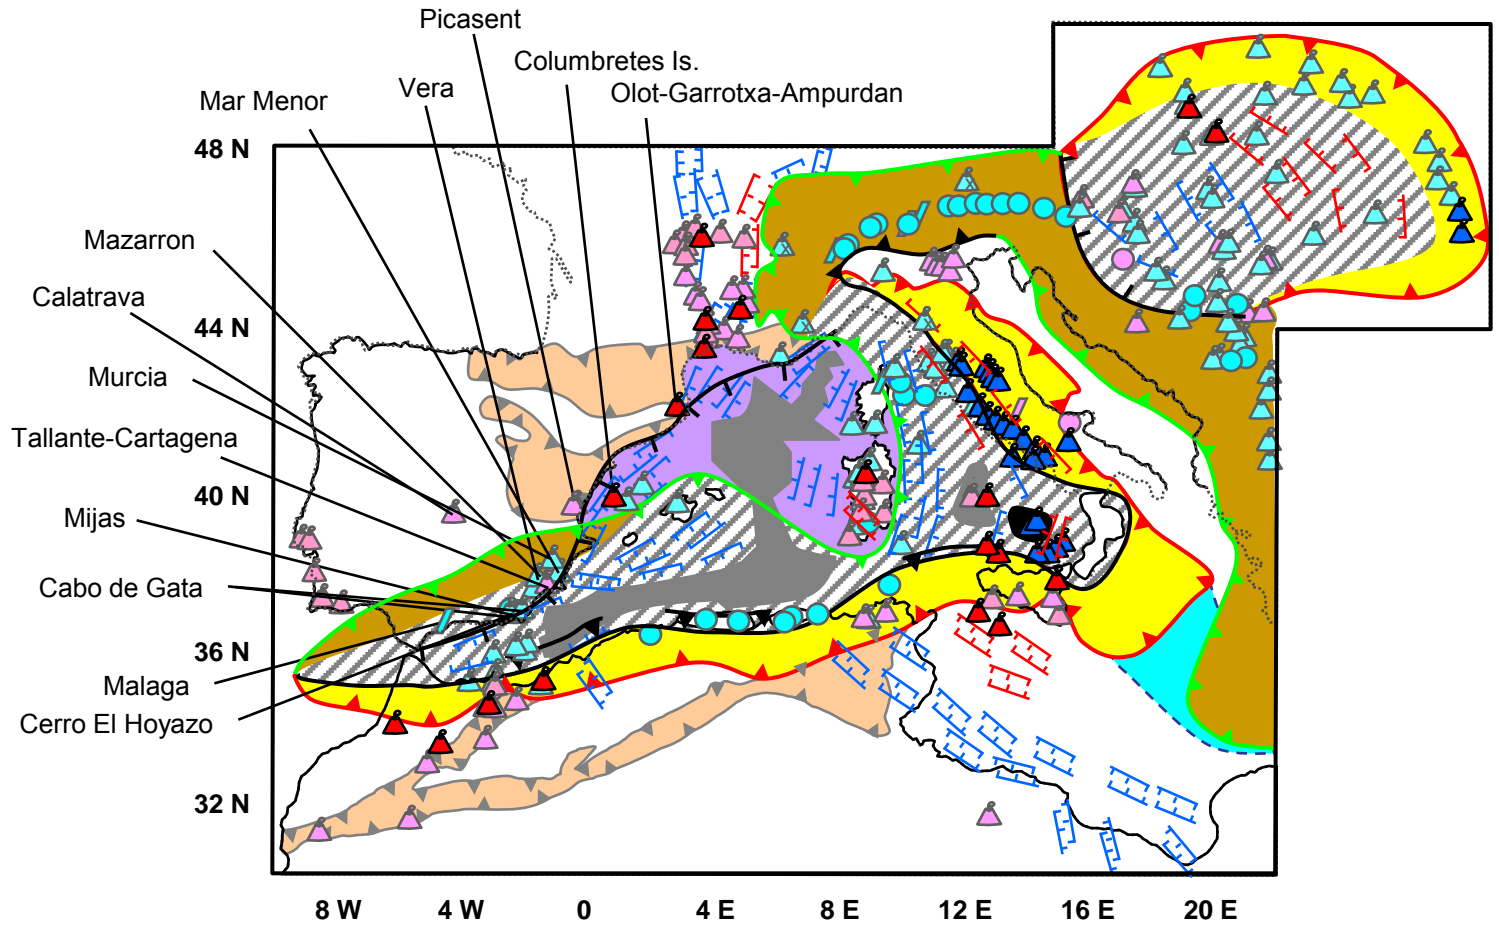 Picasent
Columbretes Is.
Vera
Olot-Garrotxa-Ampurdan
Mar Menor
48 N
Mazarron
Calatrava
44 N
Murcia
Tallante-Cartagena
40 N
Mijas
Cabo de Gata
36 N
Malaga
Cerro El Hoyazo
32 N
8 W
4 W
0
4 E
8 E
12 E
16 E
20 E